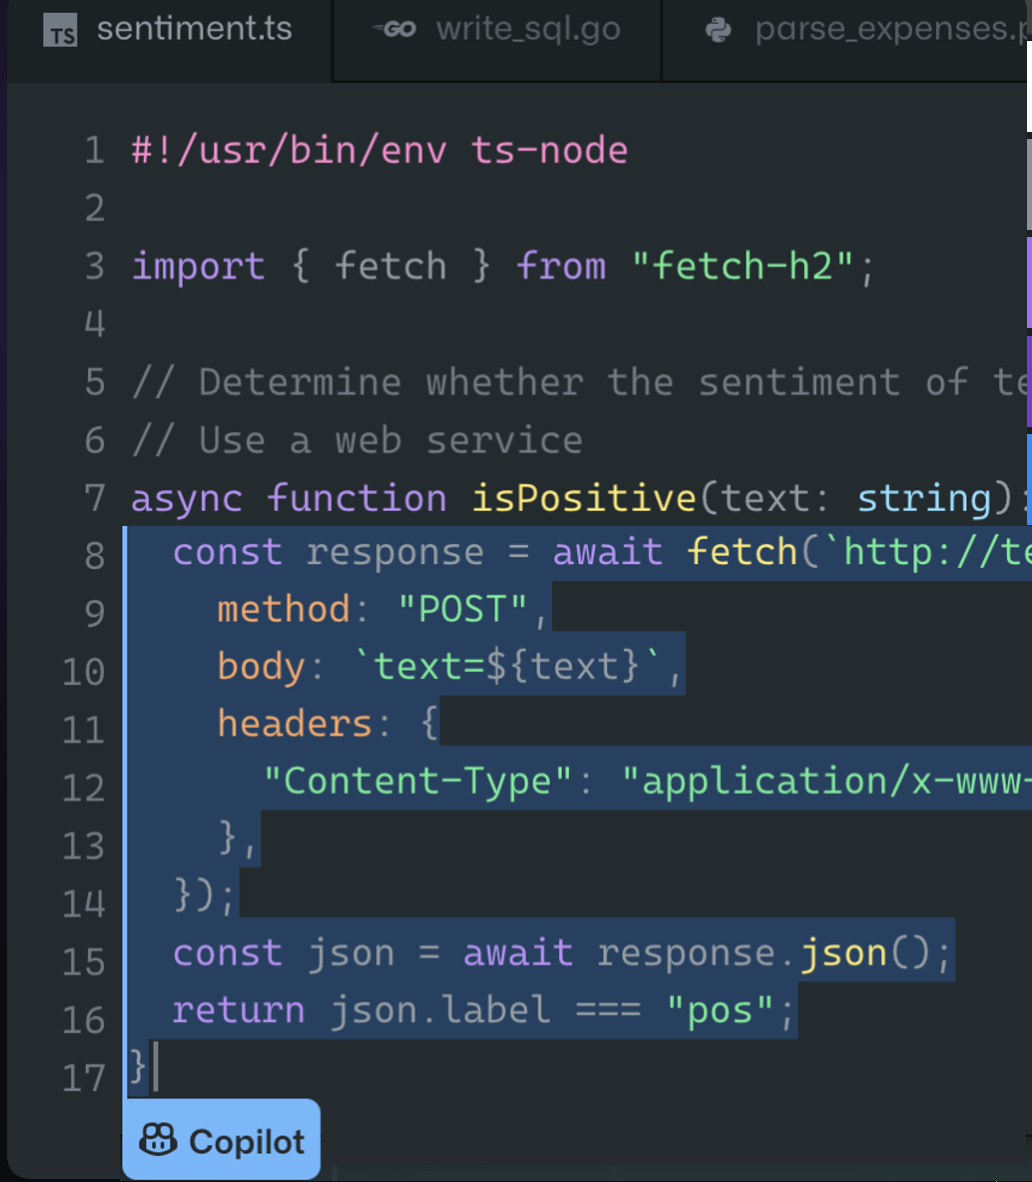 TS sentiment.ts GO write_sql.go parse_expenses.p
1 #!/usr/bin/env ts-node
2
3 import { fetch } from "fetch-h2";
4
5 // Determine whether the sentiment of te
6 // Use a web service
7 async function isPositive(text: string):
8 const response = await fetch(`http://te
9 method: "POST",
10 body: `text=${text}`,
11 headers: {
12 "Content-Type": "application/x-www-
13 },
14 });
15 const json = await response.json();
16 return json.label === "pos";
17 }
Copilot